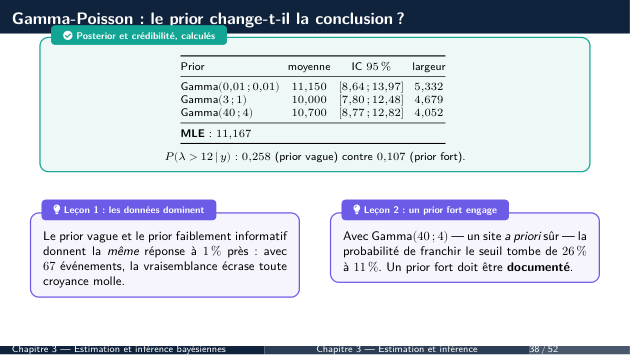 Gamma-Poisson : le prior change-t-il la conclusion ?
Posterior et crédibilité, calculés
Prior moyenne IC 95 % largeur
Gamma(0,01 ; 0,01) 11,150 [8,64 ; 13,97] 5,332
Gamma(3 ; 1) 10,000 [7,80 ; 12,48] 4,679
Gamma(40 ; 4) 10,700 [8,77 ; 12,82] 4,052
MLE : 11,167
P(λ > 12 | y) : 0,258 (prior vague) contre 0,107 (prior fort).
Leçon 1 : les données dominent
Le prior vague et le prior faiblement informatif
donnent la même réponse à 1 % près : avec
67 événements, la vraisemblance écrase toute
croyance molle.
Leçon 2 : un prior fort engage
Avec Gamma(40 ; 4) — un site a priori sûr — la
probabilité de franchir le seuil tombe de 26 %
à 11 %. Un prior fort doit être documenté.
Chapitre 3 — Estimation et inférence bayésiennes Chapitre 3 — Estimation et inférence 38 / 52